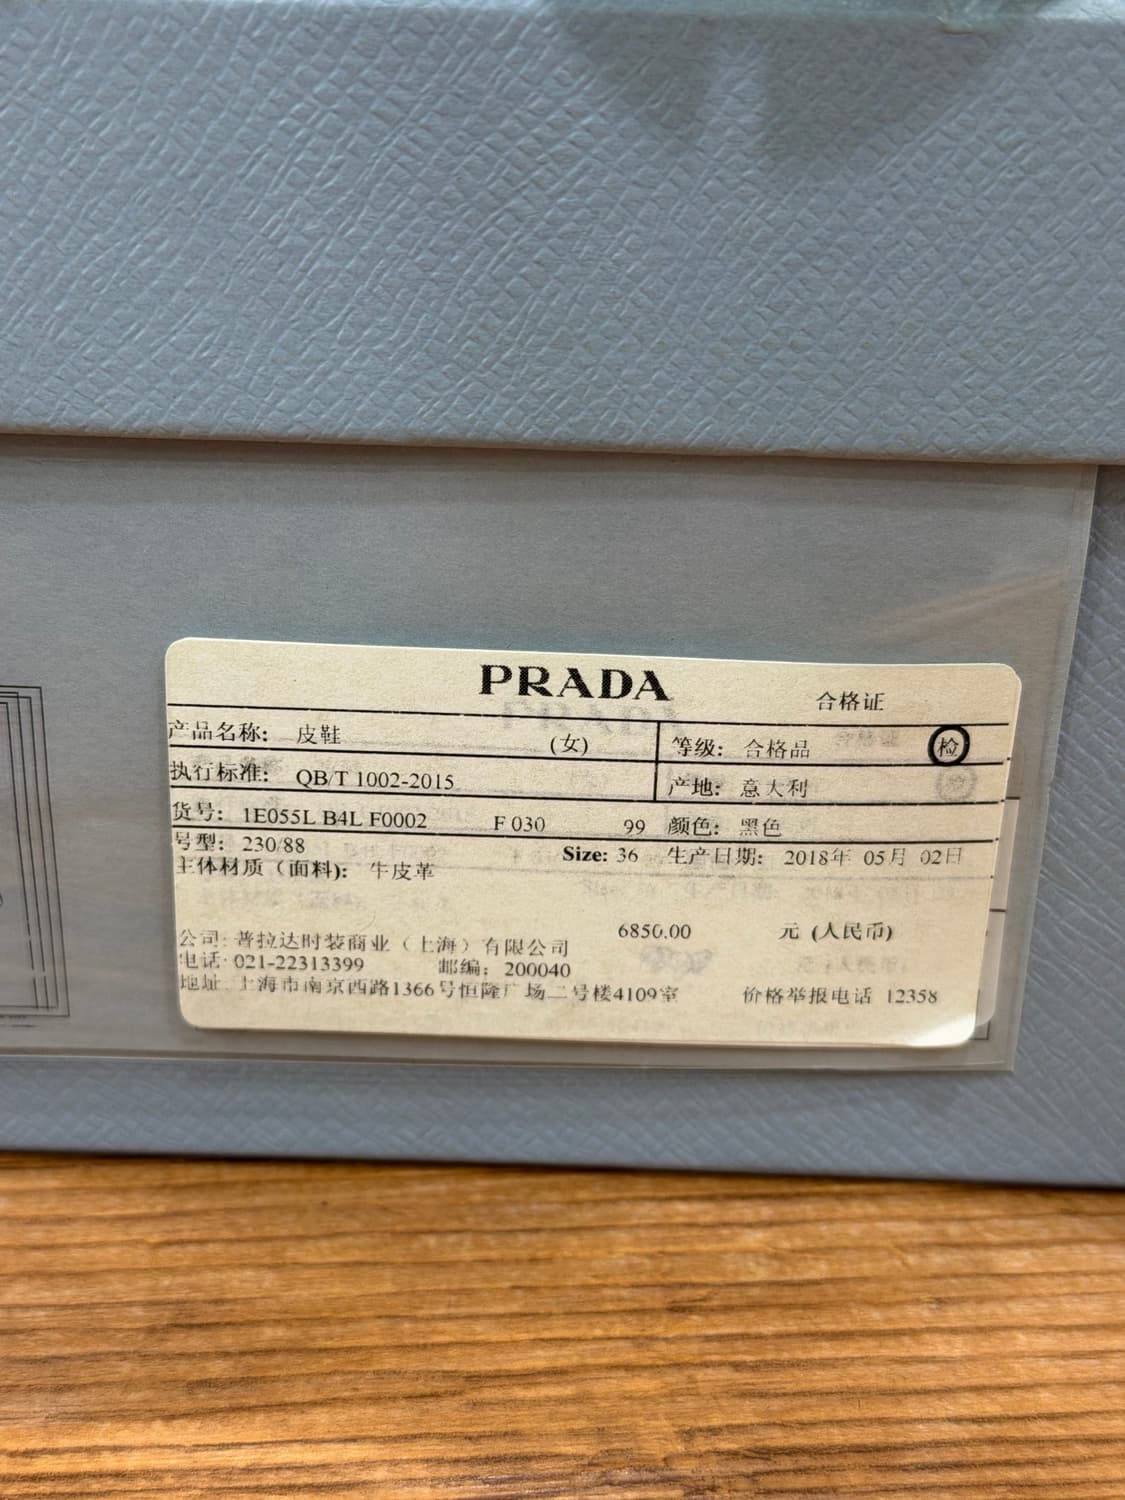 PRADA
合格证
产品名称: 皮鞋 (女) 等级: 合格品 检
执行标准: QB/T 1002-2015 产地: 意大利
货号: 1E055L B4L F0002 F 030 99 颜色: 黑色
号型: 230/88 Size: 36 生产日期: 2018年 05月 02日
主体材质（面料): 牛皮革
6850.00 元 (人民币)
公司: 普拉达时装商业（上海）有限公司
电话: 021-22313399 邮编: 200040
地址: 上海市南京西路1366号恒隆广场二号楼4109室 价格举报电话 12358